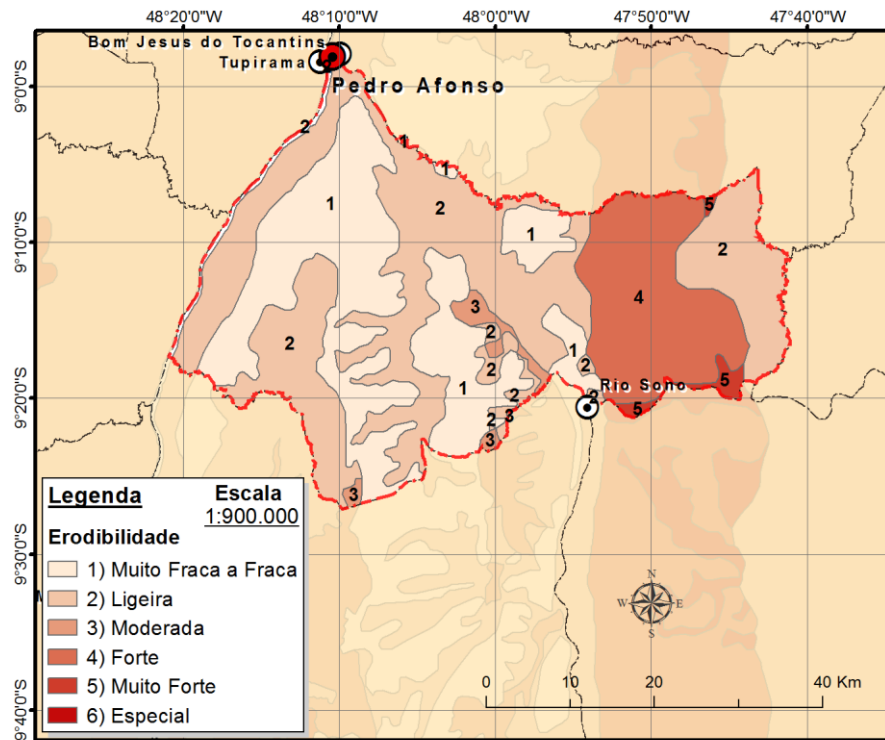 48°20'0"W 48°10'0"W 48°0'0"W 47°50'0"W 47°40'0"W
Bom Jesus do Tocantins
Tupirama
Pedro Afonso
9°0'0"S
2
1
1
1
2
5
1
2
9°10'0"S
4
3
2
2
1
2
2
1
5
2
Rio Sono
2
2
9°20'0"S
3
2
5
3
3
Legenda
Escala
1:900.000
Erodibilidade
1) Muito Fraca a Fraca
2) Ligeira
3) Moderada
4) Forte
5) Muito Forte
6) Especial
9°30'0"S
N
W E
S
0 10 20 40 Km
9°40'0"S